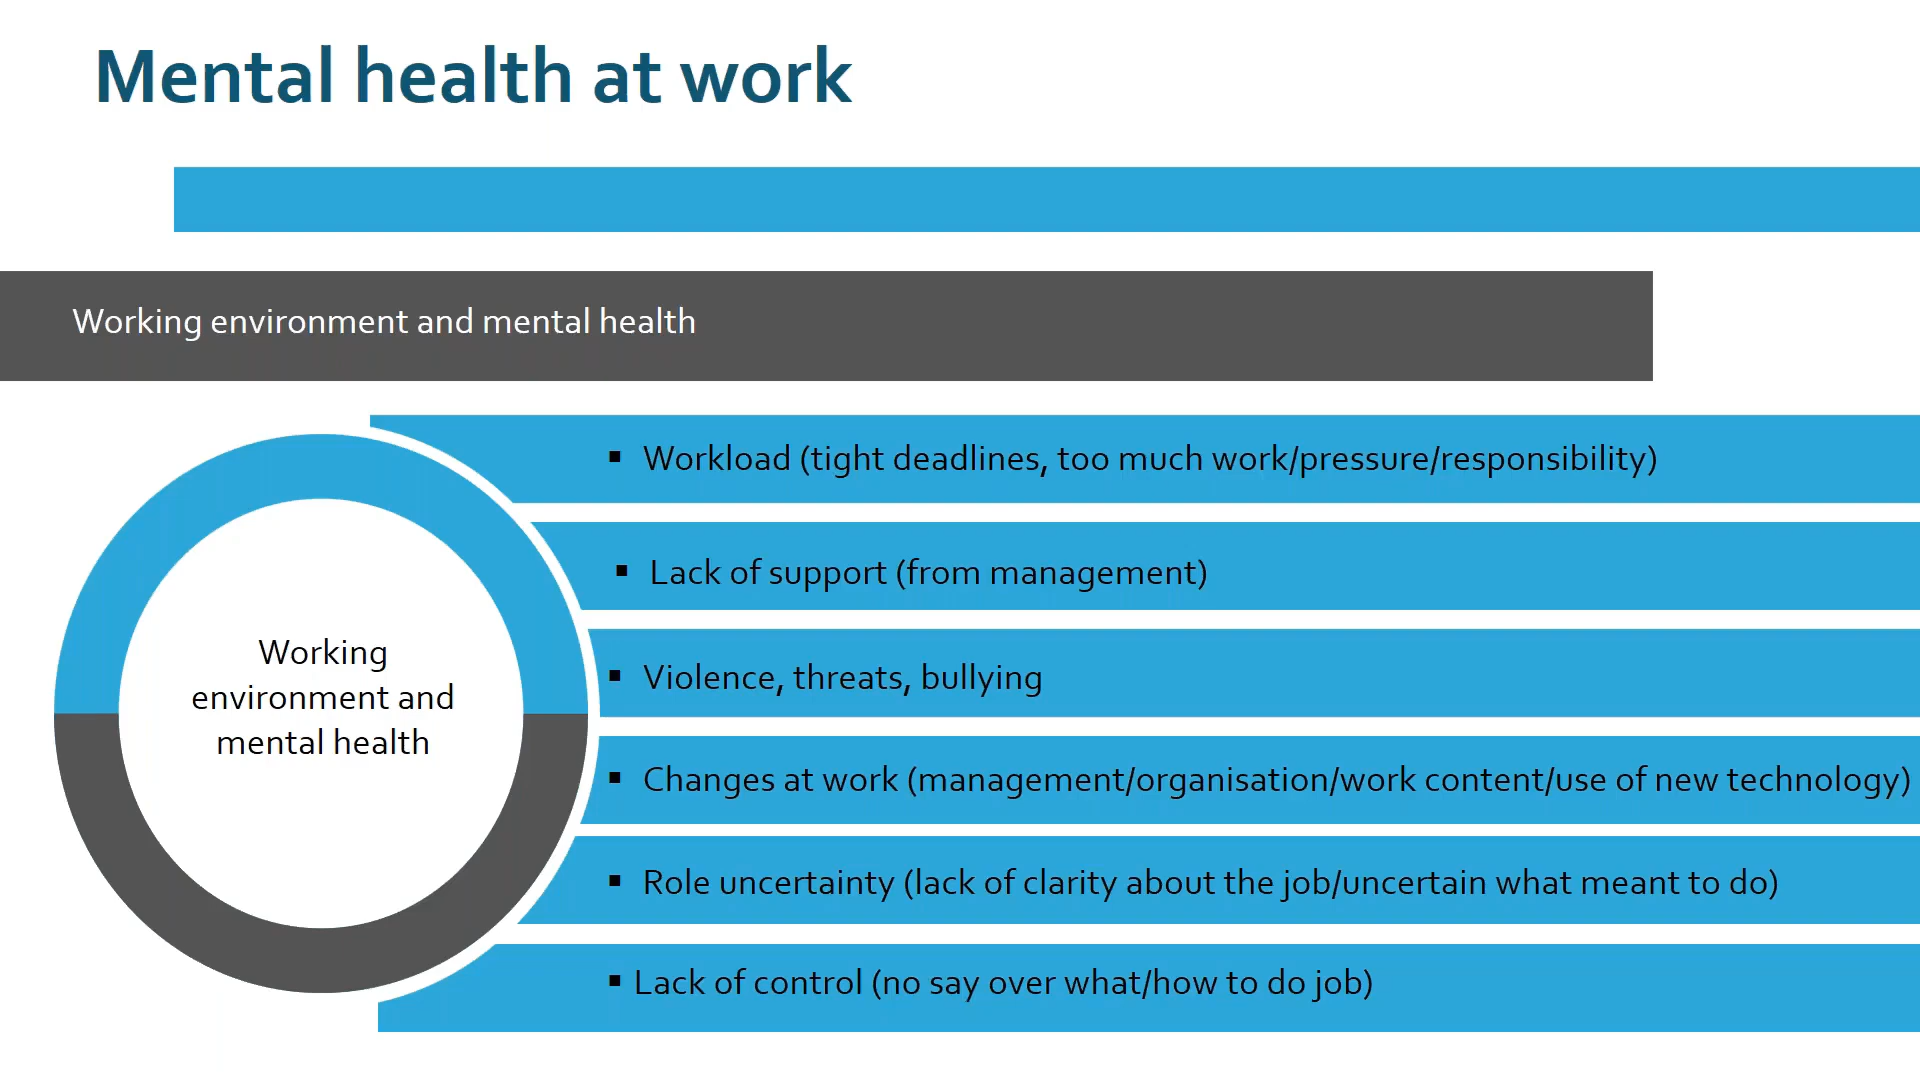 Mental health at work
Working environment and mental health
Working
environment and
mental health
▪ Workload (tight deadlines, too much work/pressure/responsibility)
▪ Lack of support (from management)
▪ Violence, threats, bullying
▪ Changes at work (management/organisation/work content/use of new technology)
▪ Role uncertainty (lack of clarity about the job/uncertain what meant to do)
▪ Lack of control (no say over what/how to do job)